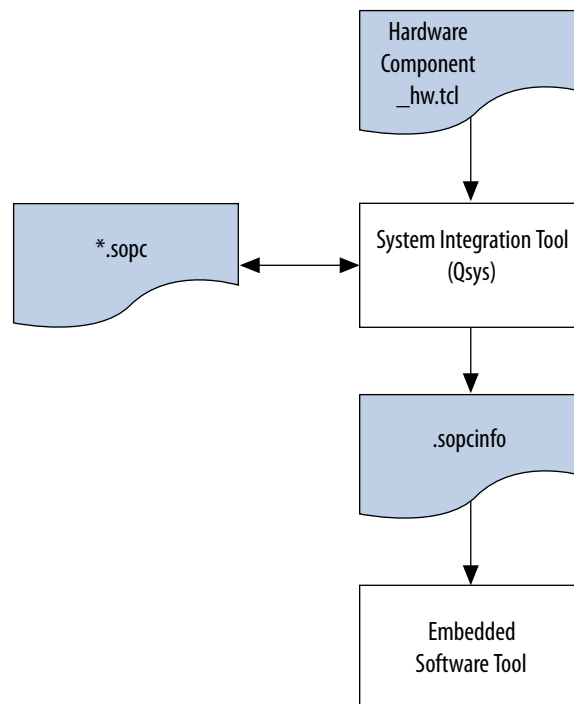 Hardware
Component
_hw.tcl
*.sopc
System Integration Tool
(Qsys)
.sopcinfo
Embedded
Software Tool